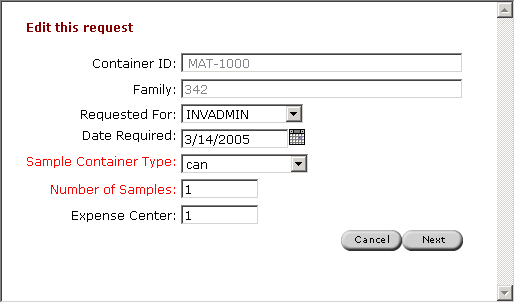 Edit this request
Container ID: MAT-1000
Family: 342
Requested For: INVADMIN
Date Required: 3/14/2005
Sample Container Type: can
Number of Samples: 1
Expense Center: 1
Cancel Next